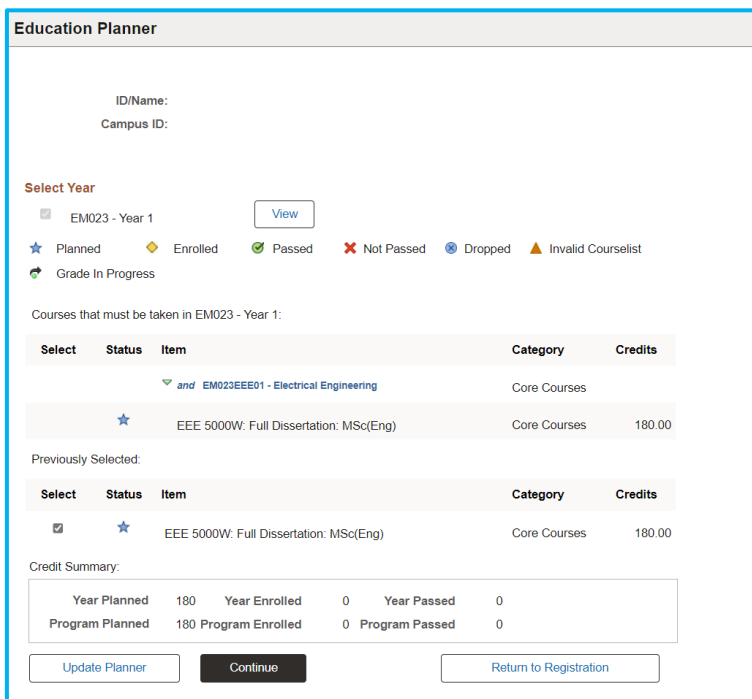 Education Planner
ID/Name:
Campus ID:
Select Year
EM023 - Year 1 View
Planned Enrolled Passed Not Passed Dropped Invalid Courselist
Grade In Progress
Courses that must be taken in EM023 - Year 1:
Select Status Item Category Credits
and EM023EEE01 - Electrical Engineering Core Courses
EEE 5000W: Full Dissertation: MSc(Eng) Core Courses 180.00
Previously Selected:
Select Status Item Category Credits
EEE 5000W: Full Dissertation: MSc(Eng) Core Courses 180.00
Credit Summary:
Year Planned 180 Year Enrolled 0 Year Passed 0
Program Planned 180 Program Enrolled 0 Program Passed 0
Update Planner Continue Return to Registration